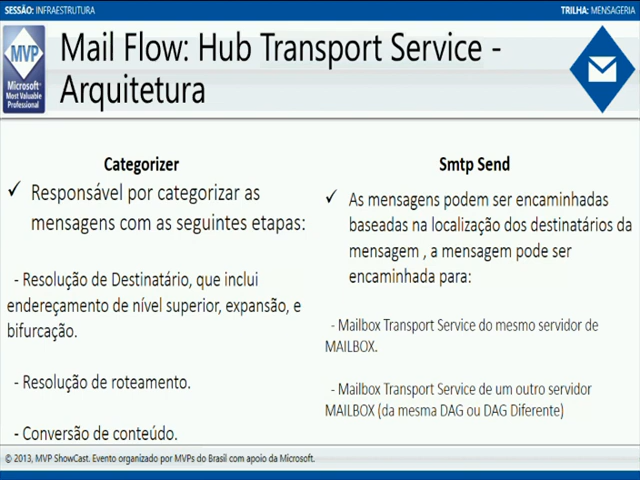 SESSÃO: INFRAESTRUTURA
TRILHA: MENSAGERIA
MVP
Microsoft
Most Valuable
Professional
Mail Flow: Hub Transport Service -
Arquitetura
Categorizer
✓ Responsável por categorizar as
mensagens com as seguintes etapas:
- Resolução de Destinatário, que inclui
endereçamento de nível superior, expansão, e
bifurcação.
- Resolução de roteamento.
- Conversão de conteúdo.
Smtp Send
✓ As mensagens podem ser encaminhadas
baseadas na localização dos destinatários da
mensagem , a mensagem pode ser
encaminhada para:
- Mailbox Transport Service do mesmo servidor de
MAILBOX.
- Mailbox Transport Service de um outro servidor
MAILBOX (da mesma DAG ou DAG Diferente)
© 2013, MVP ShowCast. Evento organizado por MVPs do Brasil com apoio da Microsoft.